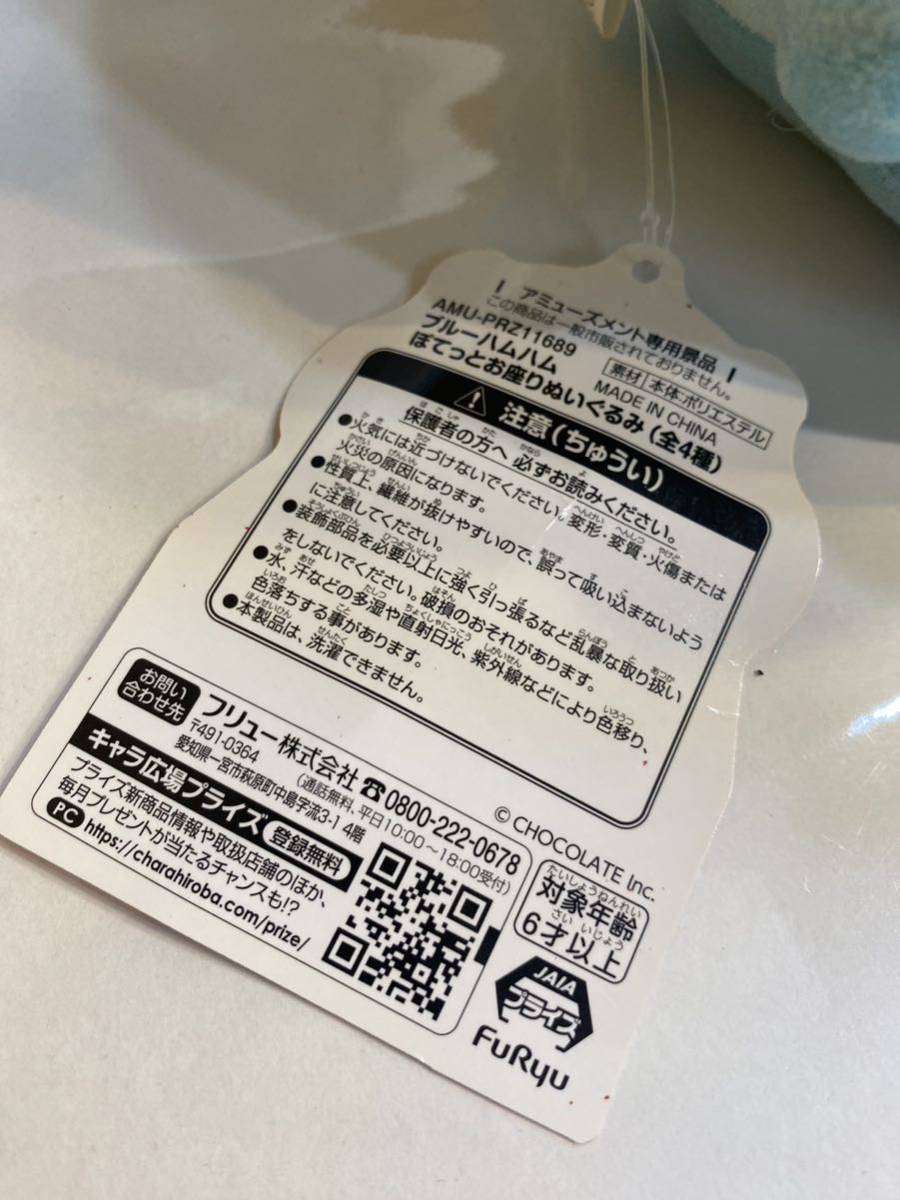 ! アミューズメント専用景品 !
この商品は一般市販されておりません。
AMU-PRZ11689
素材 本体:ポリエステル
ブルーハムハム
MADE IN CHINA
ぽてっとお座りぬいぐるみ(全4種)
注意(ちゅうい)
保護者の方へ 必ずお読みください。
●火気には近づけないでください。変形・変質・火傷または
火災の原因になります。
●性質上、繊維が抜けやすいので、誤って吸い込まないよう
に注意してください。
●装飾部品を必要以上に強く引っ張るなど乱暴な取り扱い
をしないでください。破損のおそれがあります。
●水、汗などの多湿や直射日光、紫外線などにより色移り、
色落ちする事があります。
●本製品は、洗濯できません。
お問い
合わせ先
フリュー株式会社 ☎0800-222-0678
〒491-0364 (通話無料、平日10:00~18:00受付)
愛知県一宮市萩原町中島字流3-1 4階
キャラ広場プライズ 登録無料
プライズ新商品情報や取扱店舗のほか、
毎月プレゼントが当たるチャンスも!?
PC https://charahiroba.com/prize/
© CHOCOLATE Inc.
たいしょうねんれい
対象年齢
さい いじょう
6才以上
JAIA
プライズ
FuRyu